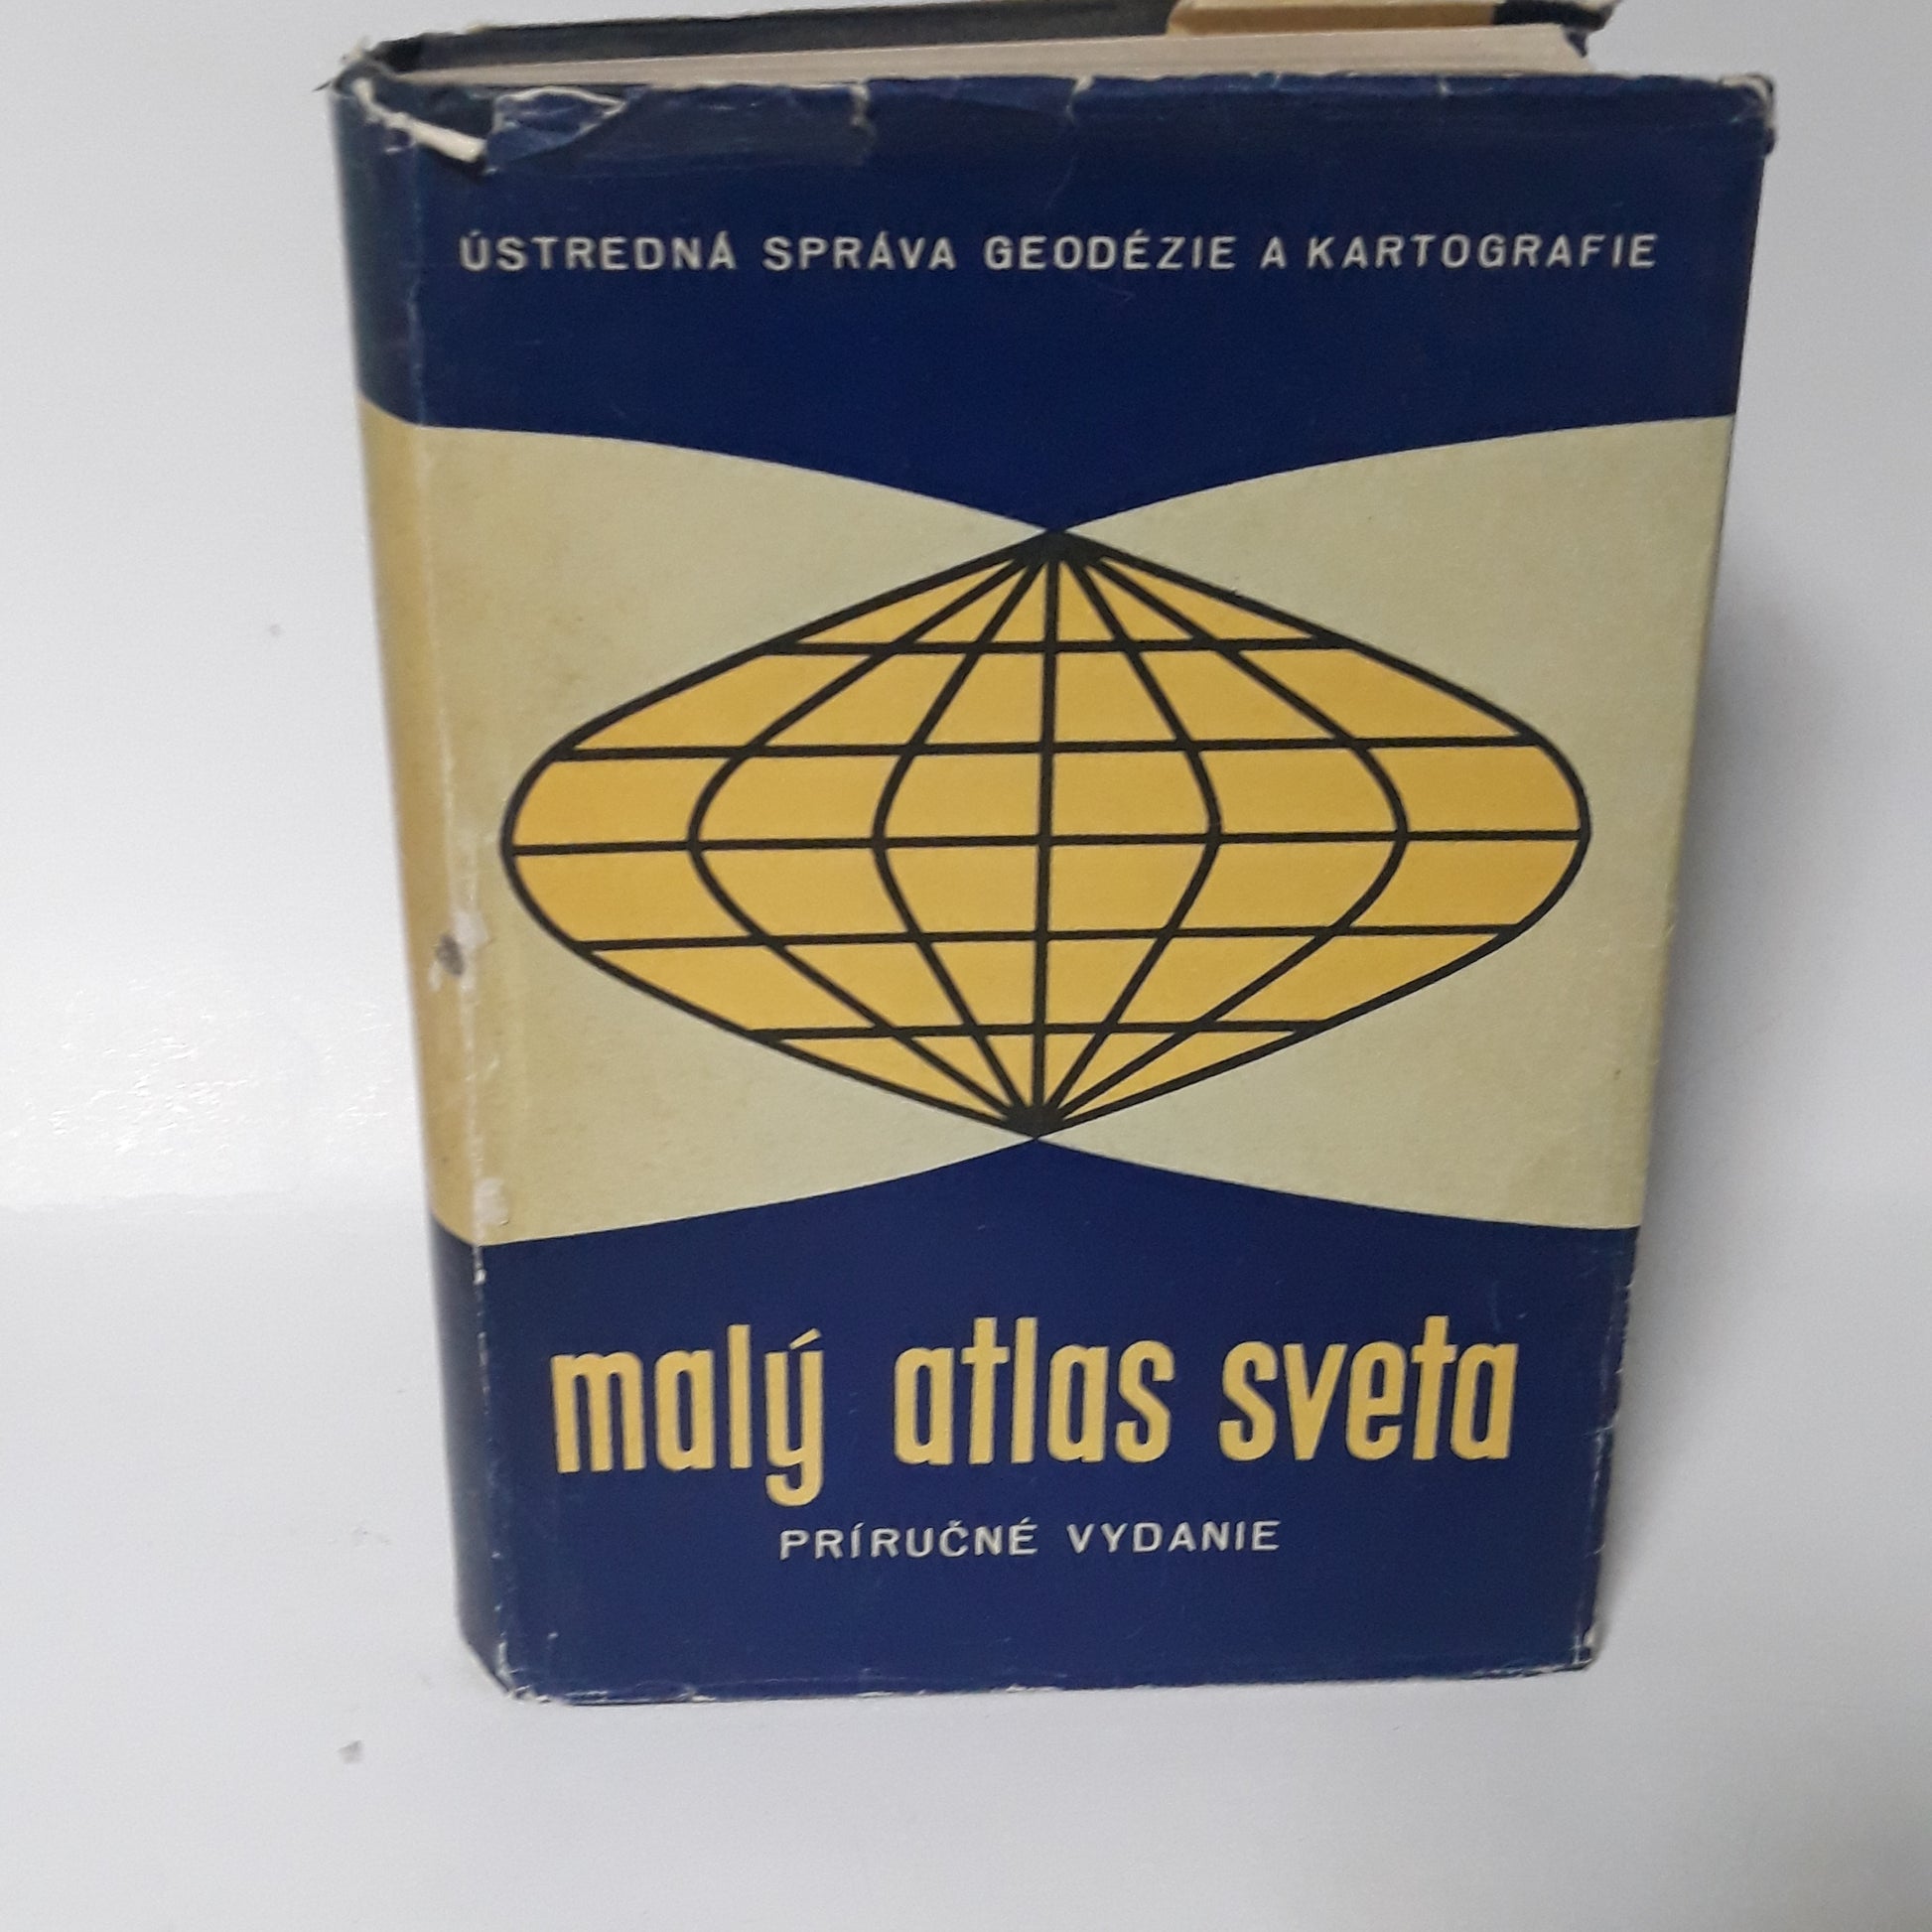 ÚSTREDNÁ SPRÁVA GEODÉZIE A KARTOGRAFIE
malý atlas sveta
PRÍRUČNÉ VYDANIE